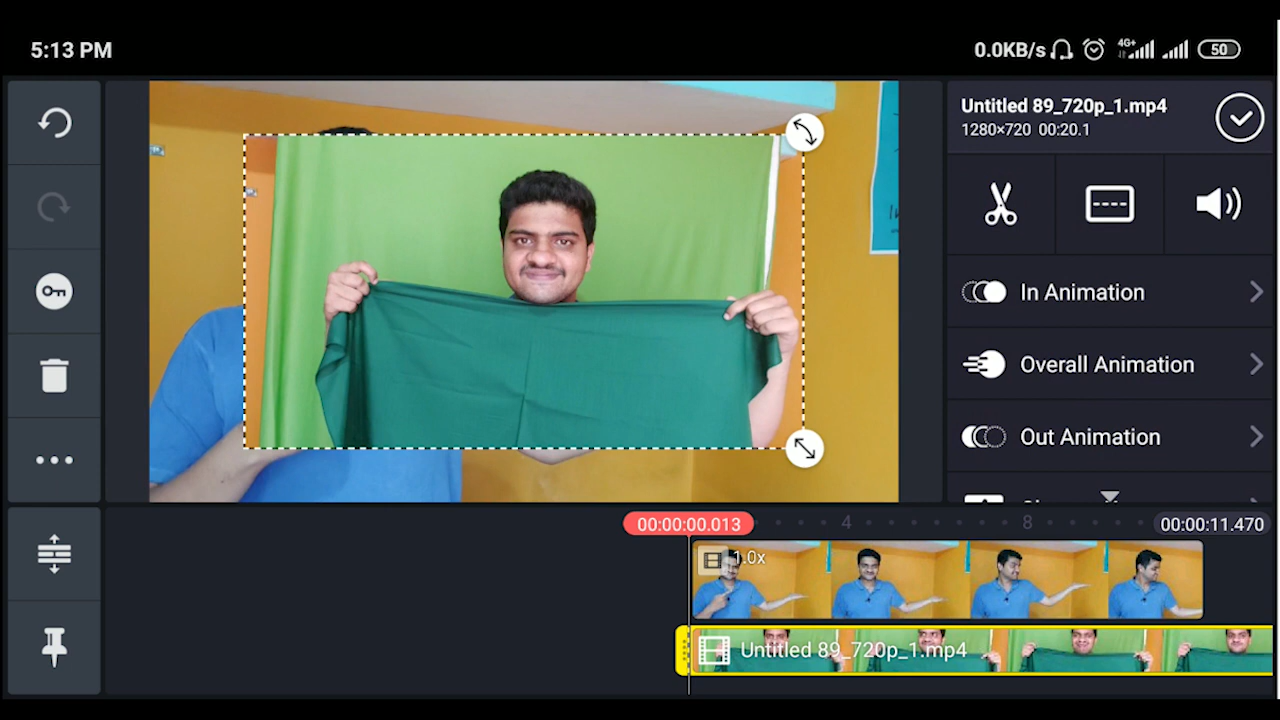 5:13 PM
0.0KB/s 4G+ 50
Untitled 89_720p_1.mp4
1280×720 00:20.1
In Animation
Overall Animation
Out Animation
00:00:00.013 4 8 00:00:11.470
1.0x
Untitled 89_720p_1.mp4